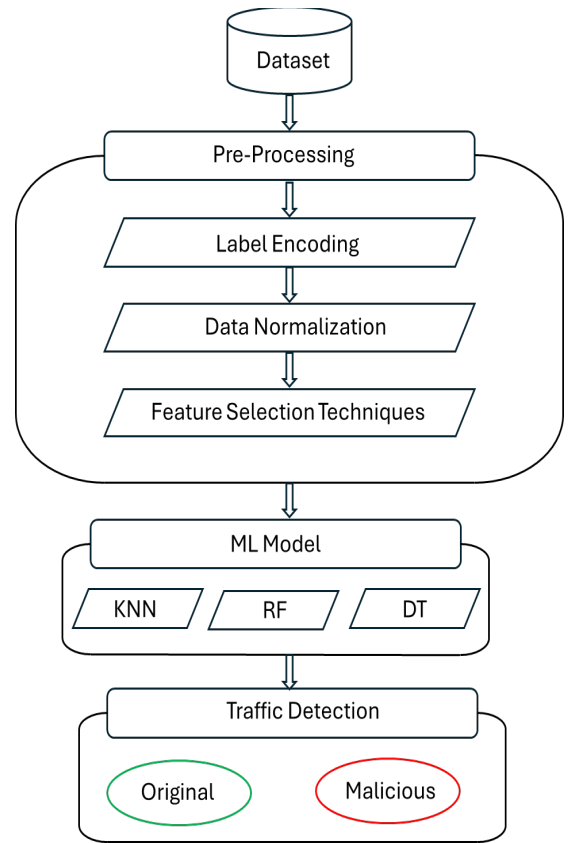 Dataset
Pre-Processing
Label Encoding
Data Normalization
Feature Selection Techniques
ML Model
KNN
RF
DT
Traffic Detection
Original
Malicious